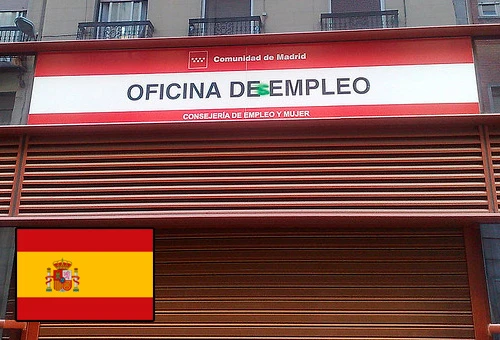 Comunidad de Madrid
OFICINA DEsEMPLEO
CONSEJERÍA DE EMPLEO Y MUJER